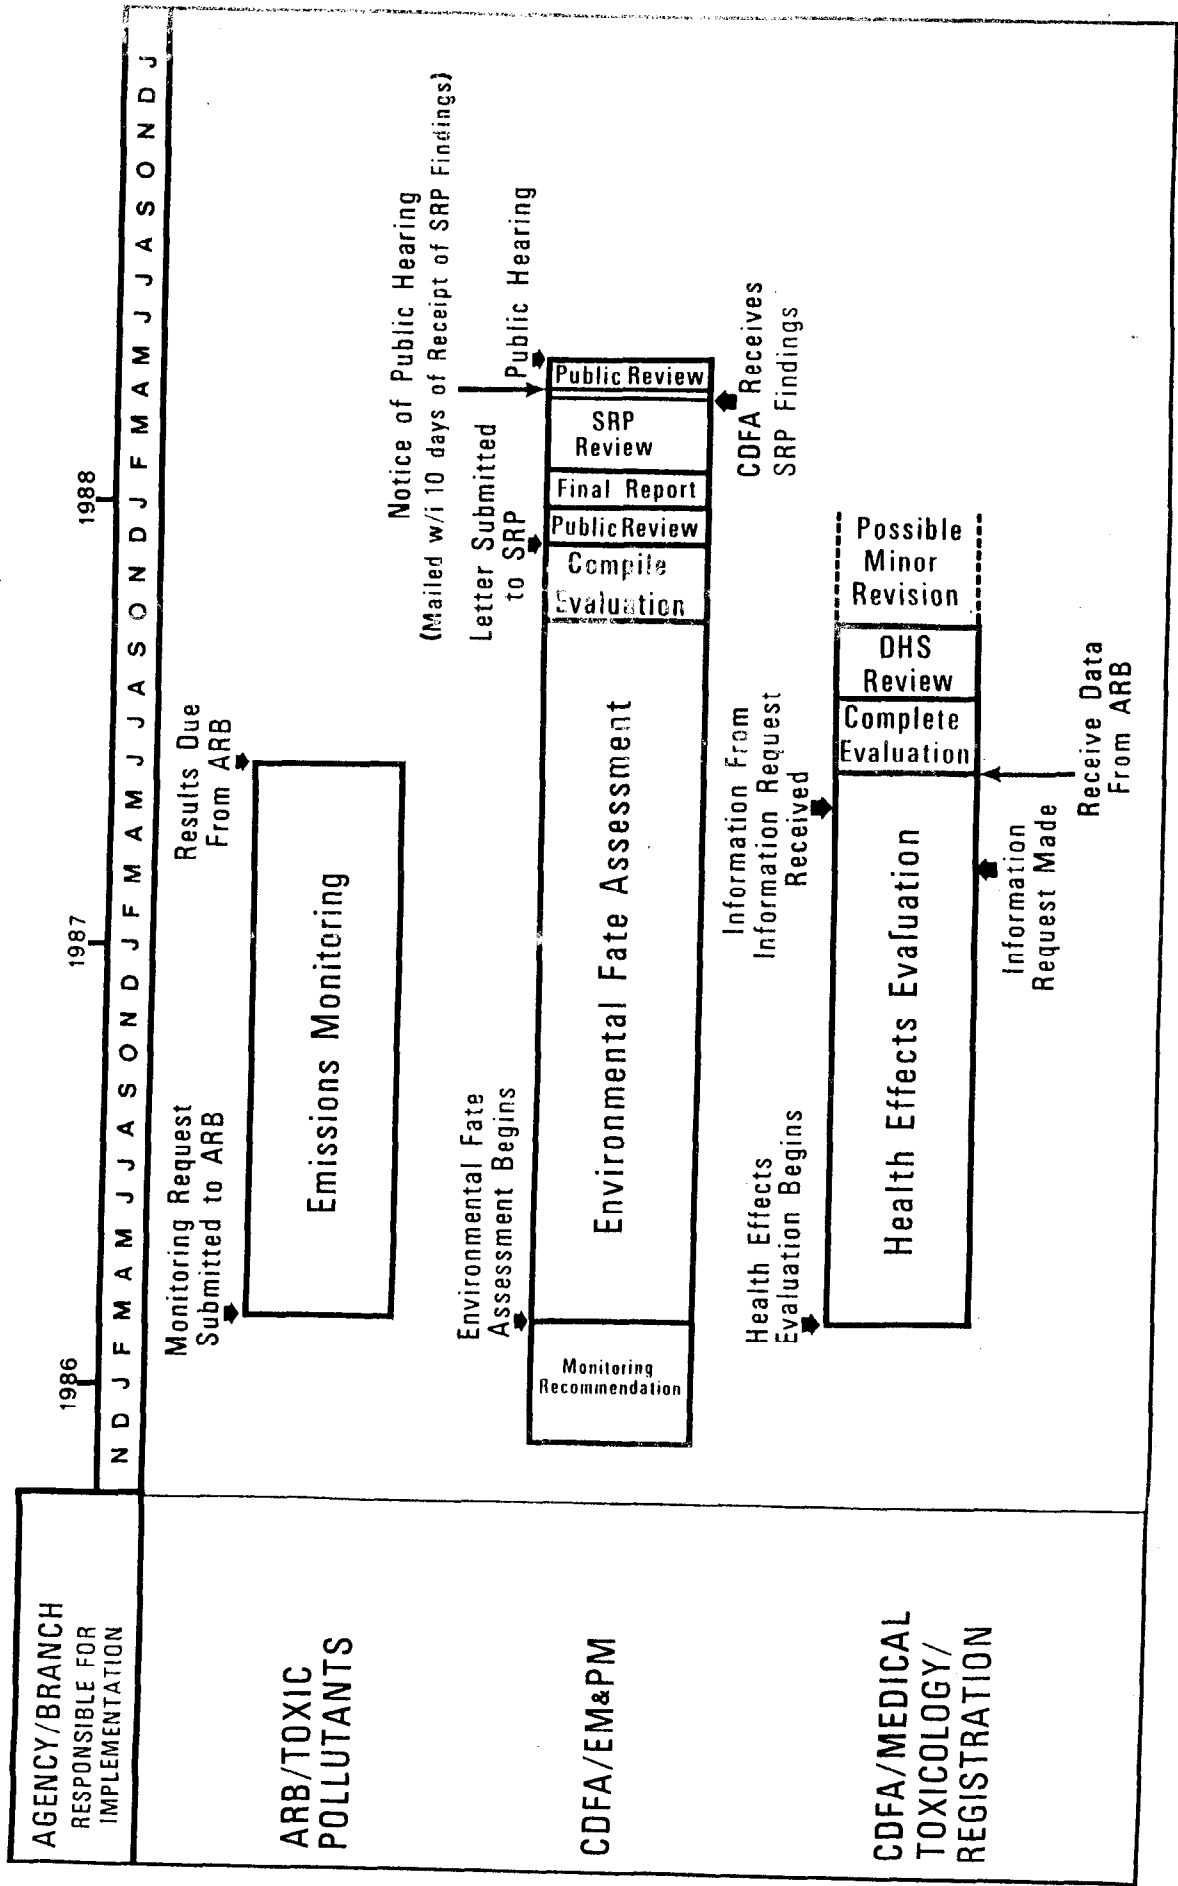 AGENCY/BRANCH
RESPONSIBLE FOR
IMPLEMENTATION
1986
1987
1988
N D J F M A M J J A S O N D J F M A M J J A S O N D J F M A M J J A S O N D J
ARB/TOXIC
POLLUTANTS
Monitoring Request
Submitted to ARB
Emissions Monitoring
Results Due
From ARB
CDFA/EM&PM
Monitoring
Recommendation
Environmental Fate
Assessment Begins
Environmental Fate Assessment
Compile
Evaluation
Letter Submitted
to SRP
Public Review
Final Report
SRP
Review
Notice of Public Hearing
(Mailed w/i 10 days of Receipt of SRP Findings)
Public Review
Public Hearing
CDFA Receives
SRP Findings
CDFA/MEDICAL
TOXICOLOGY/
REGISTRATION
Health Effects
Evaluation Begins
Health Effects Evaluation
Information From
Information Request
Received
Information
Request Made
Receive Data
From ARB
Complete
Evaluation
DHS
Review
Possible
Minor
Revision